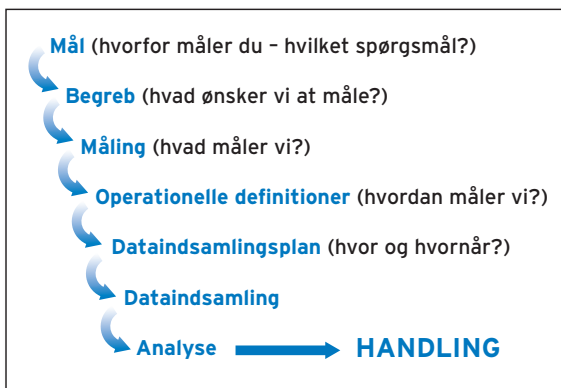 Mål (hvorfor måler du – hvilket spørgsmål?)
Begreb (hvad ønsker vi at måle?)
Måling (hvad måler vi?)
Operationelle definitioner (hvordan måler vi?)
Dataindsamlingsplan (hvor og hvornår?)
Dataindsamling
Analyse HANDLING